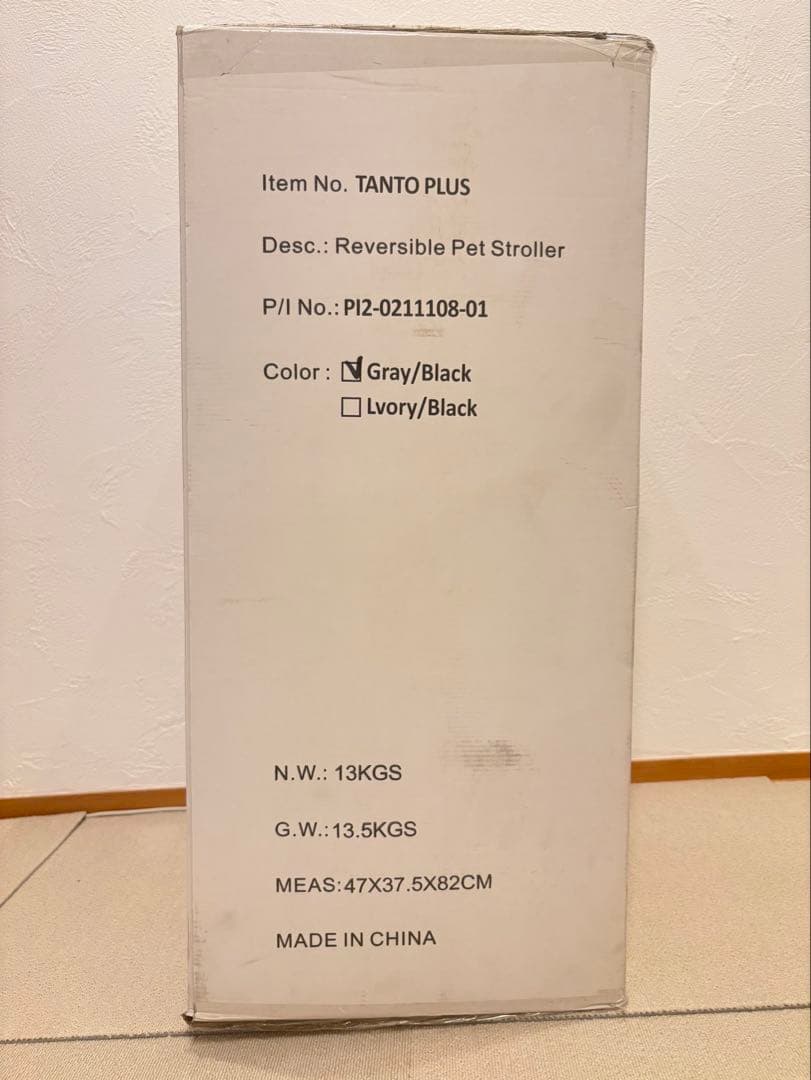 Item No. TANTO PLUS
Desc.: Reversible Pet Stroller
P/I No.: PI2-0211108-01
Color : Gray/Black
Lvory/Black
N.W.: 13KGS
G.W.:13.5KGS
MEAS:47X37.5X82CM
MADE IN CHINA